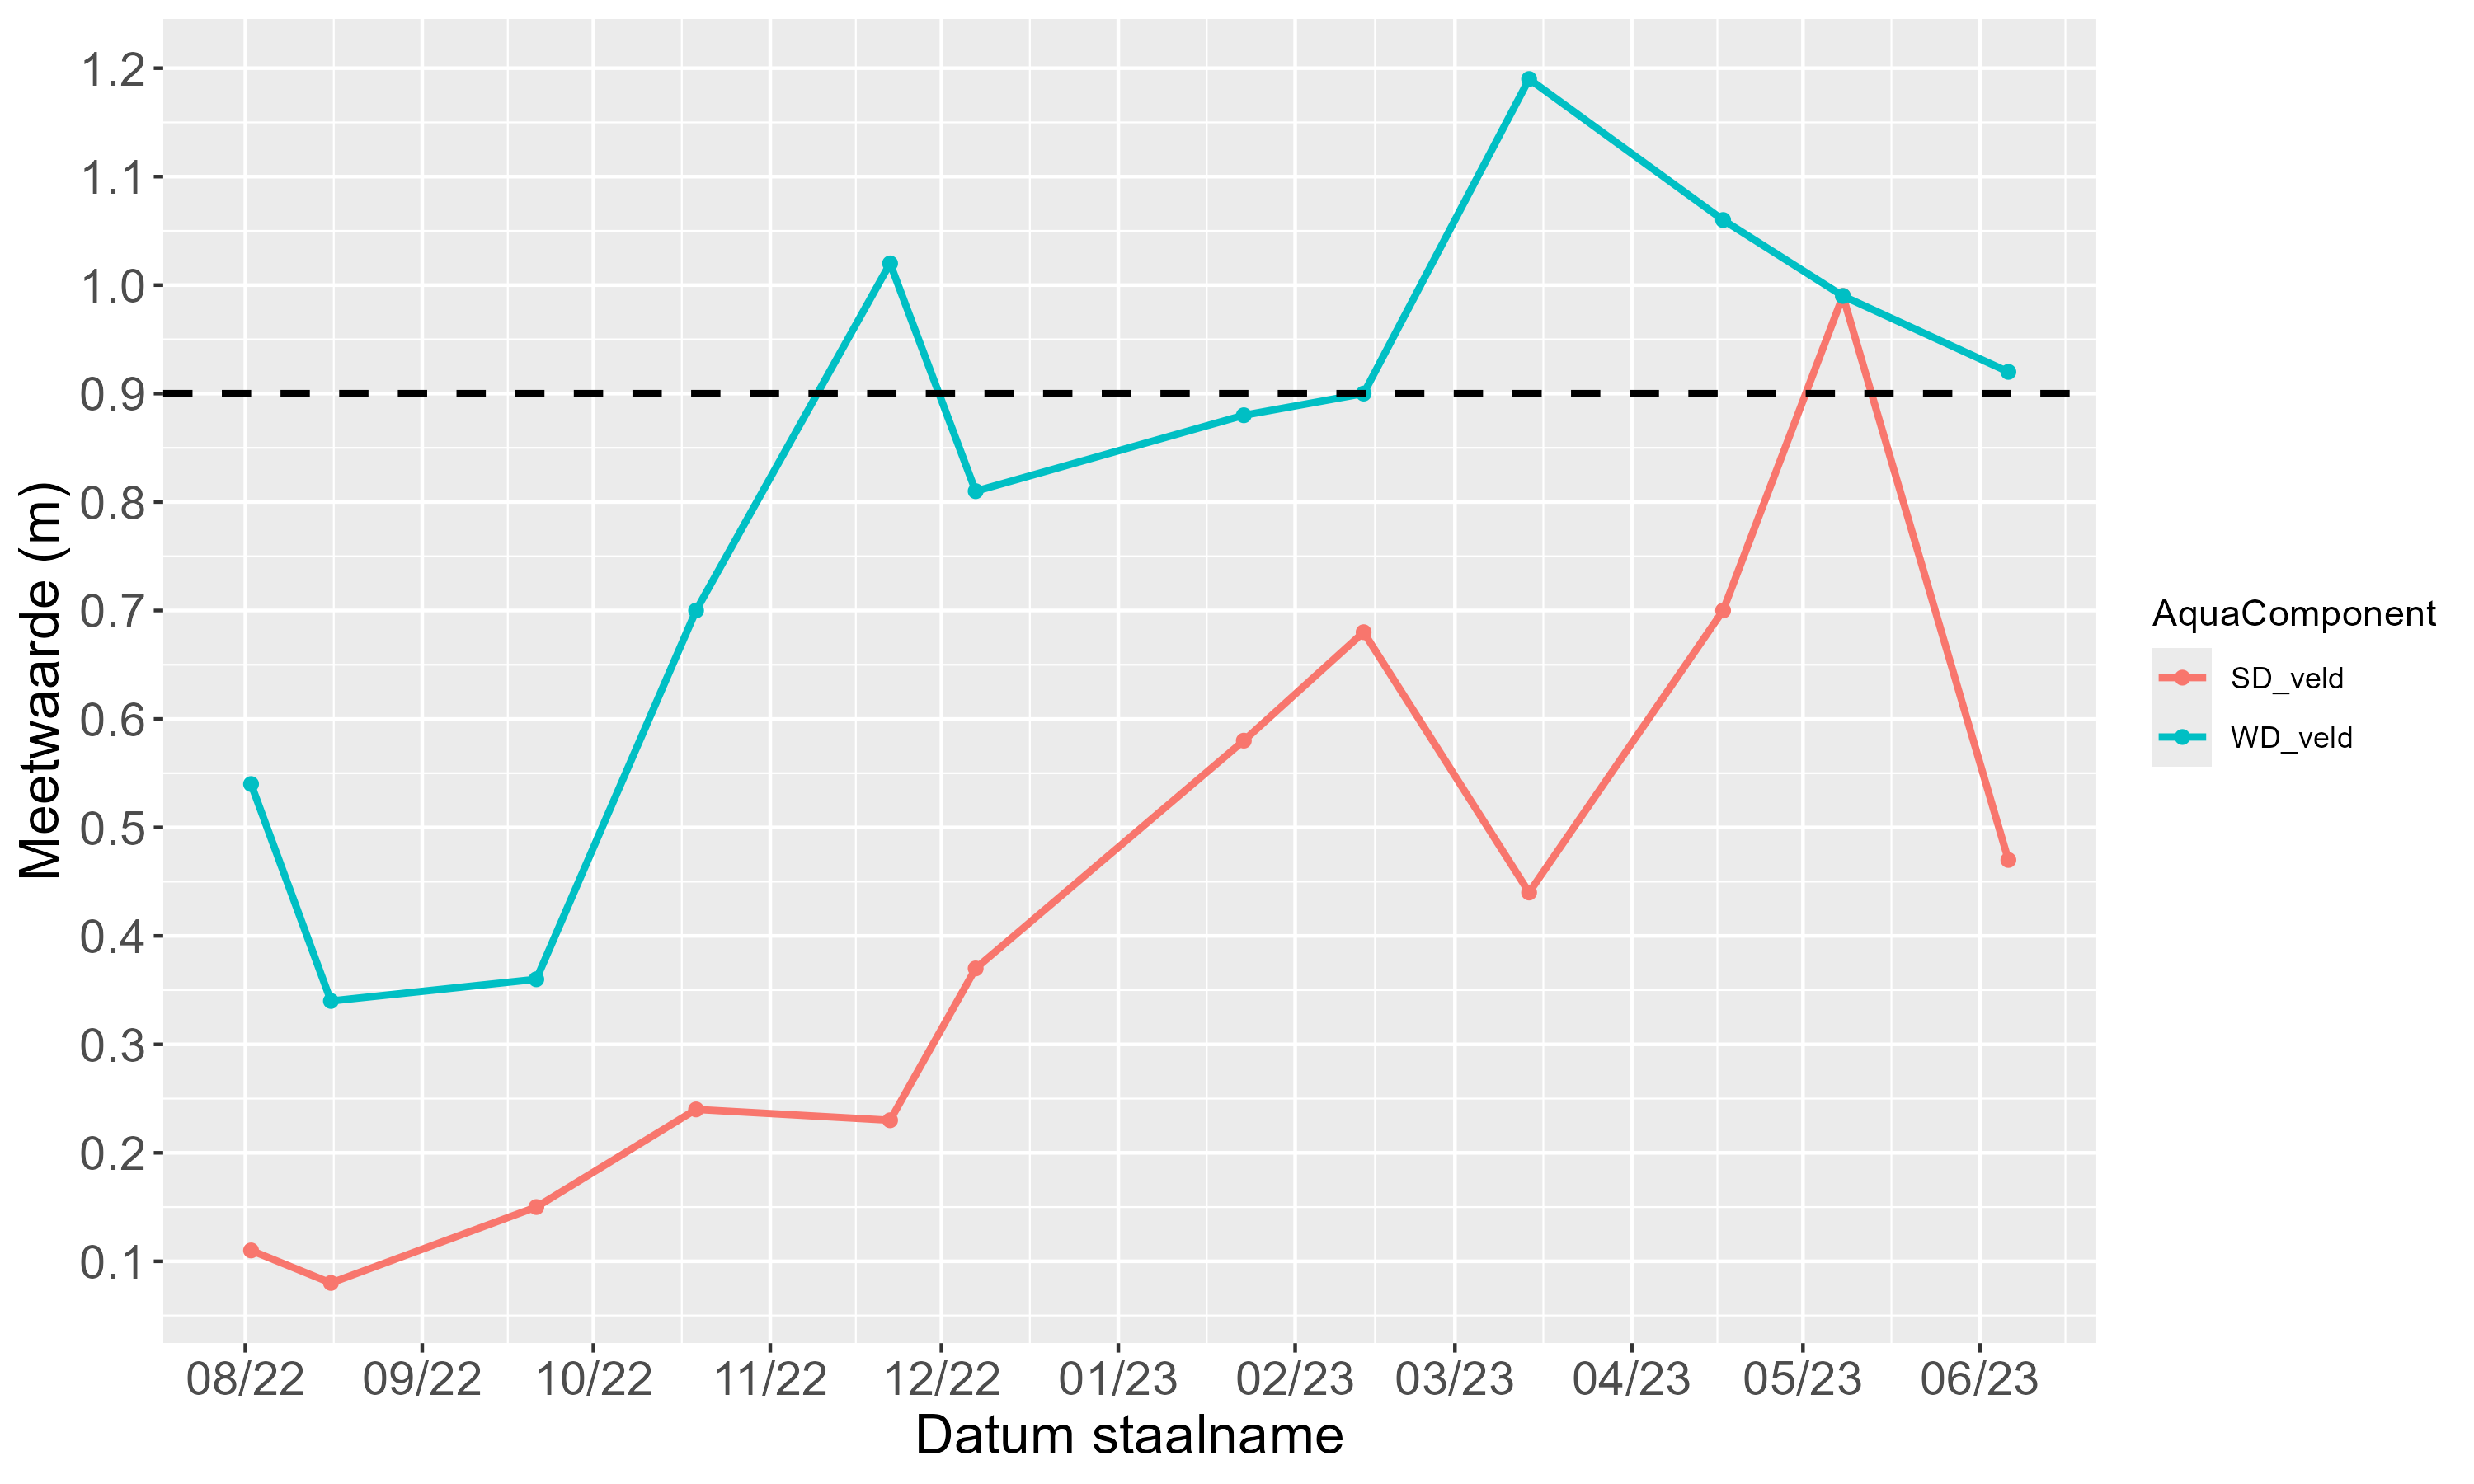 Meetwaarde (m)
1.2
1.1
1.0
0.9
0.8
0.7
0.6
0.5
0.4
0.3
0.2
0.1
08/22 09/22 10/22 11/22 12/22 01/23 02/23 03/23 04/23 05/23 06/23
Datum staalname
AquaComponent
SD_veld
WD_veld